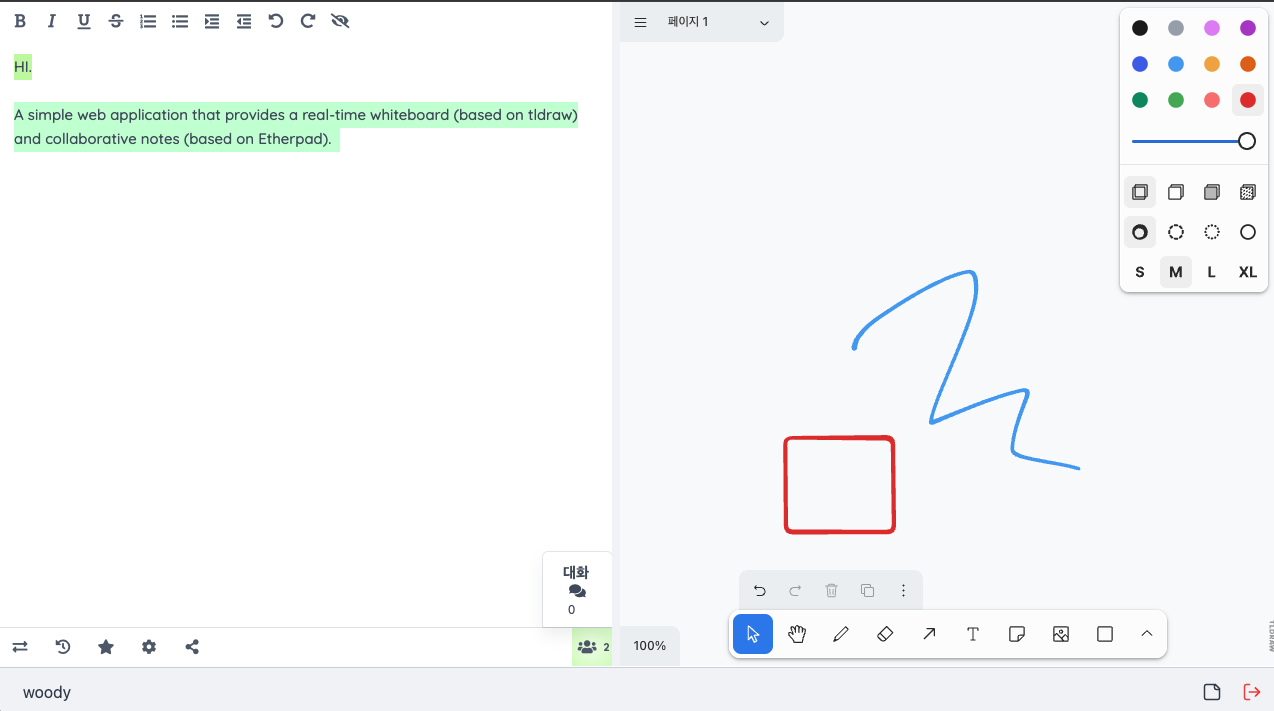 HI.
A simple web application that provides a real-time whiteboard (based on tldraw)
and collaborative notes (based on Etherpad).
대화
0
2
페이지 1
S M L XL
100%
TLDRAW
woody